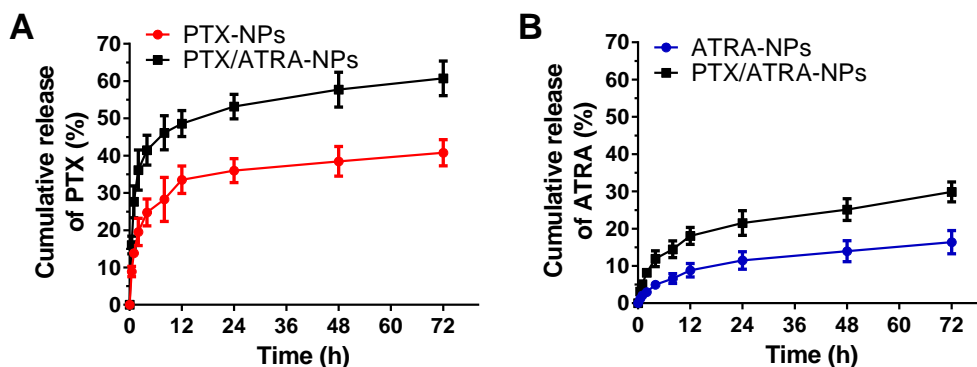 A
PTX-NPs
PTX/ATRA-NPs
Cumulative release
of PTX (%)
70
60
50
40
30
20
10
0
0 12 24 36 48 60 72
Time (h)
B
ATRA-NPs
PTX/ATRA-NPs
Cumulative release
of ATRA (%)
70
60
50
40
30
20
10
0
0 12 24 36 48 60 72
Time (h)